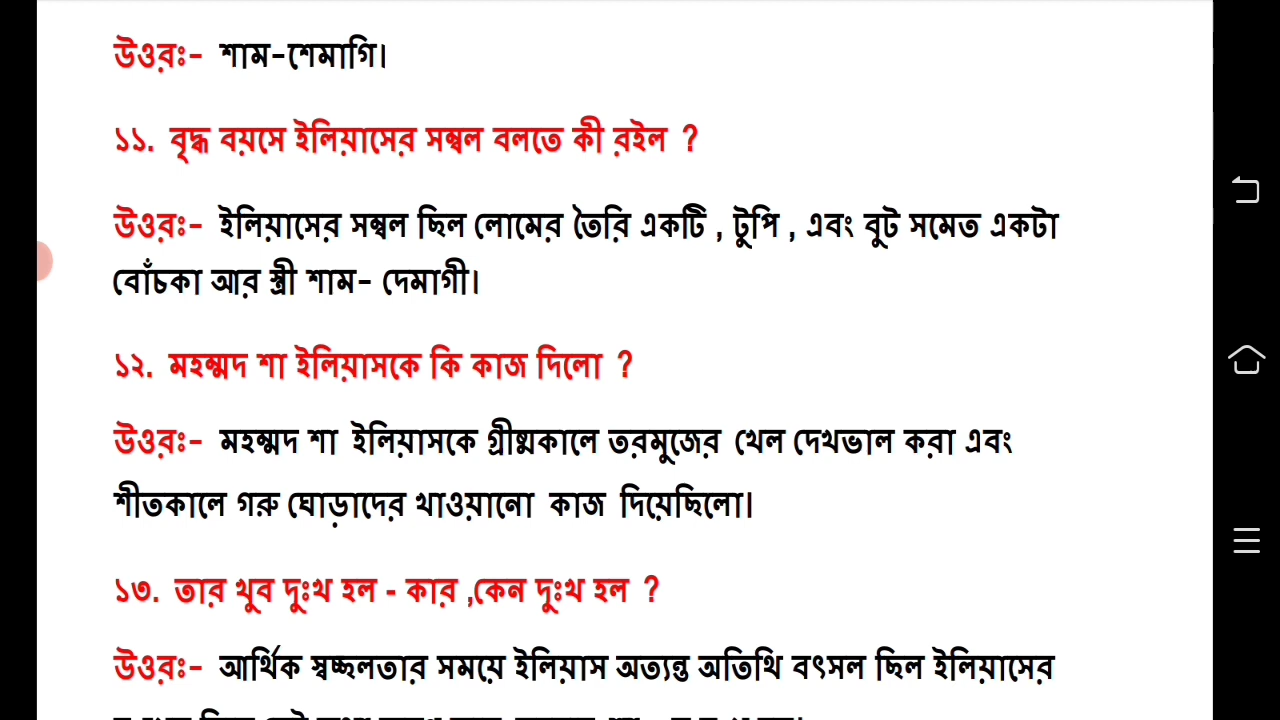 উওরঃ- শাম-শেমাগি।
১১. বৃদ্ধ বয়সে ইলিয়াসের সম্বল বলতে কী রইল ?
উওরঃ- ইলিয়াসের সম্বল ছিল লোমের তৈরি একটি , টুপি , এবং বুট সমেত একটা
বোঁচকা আর স্ত্রী শাম- দেমাগী।
১২. মহম্মদ শা ইলিয়াসকে কি কাজ দিলো ?
উওরঃ- মহম্মদ শা ইলিয়াসকে গ্রীষ্মকালে তরমুজের খেল দেখভাল করা এবং
শীতকালে গরু ঘোড়াদের খাওয়ানো কাজ দিয়েছিলো।
১৩. তার খুব দুঃখ হল - কার ,কেন দুঃখ হল ?
উওরঃ- আর্থিক স্বচ্ছলতার সময়ে ইলিয়াস অত্যন্ত অতিথি বৎসল ছিল ইলিয়াসের